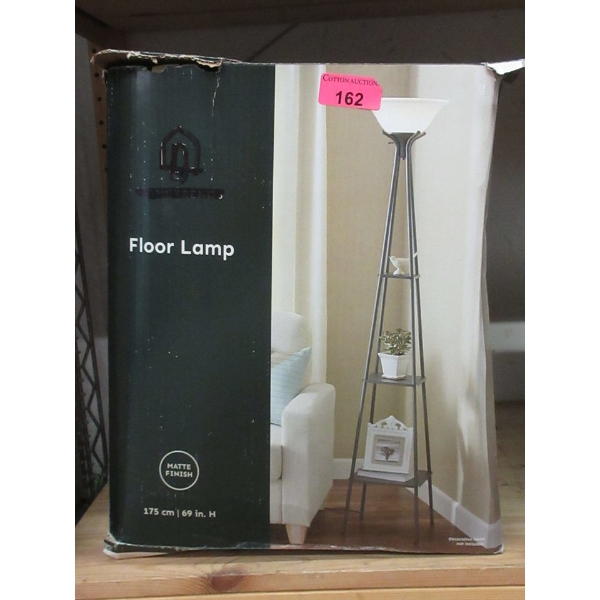 COTTON AUCTION
162
Floor Lamp
MATTE
FINISH
175 cm | 69 in. H